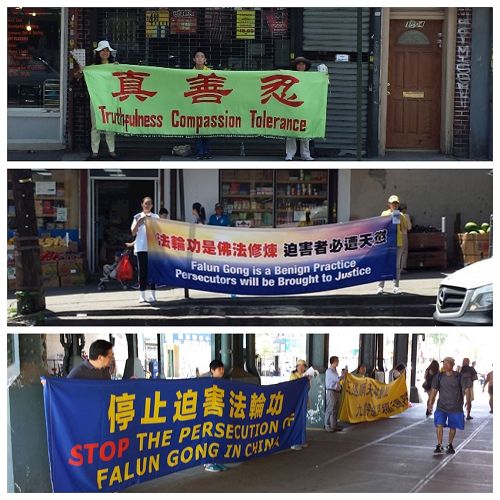 真善忍
Truthfulness Compassion Tolerance
1504
法輪功是佛法修煉 迫害者必遭天懲
Falun Gong is a Benign Practice
Persecutors will be Brought to Justice
停止迫害法輪功
STOP THE PERSECUTION OF
FALUN GONG IN CHINA